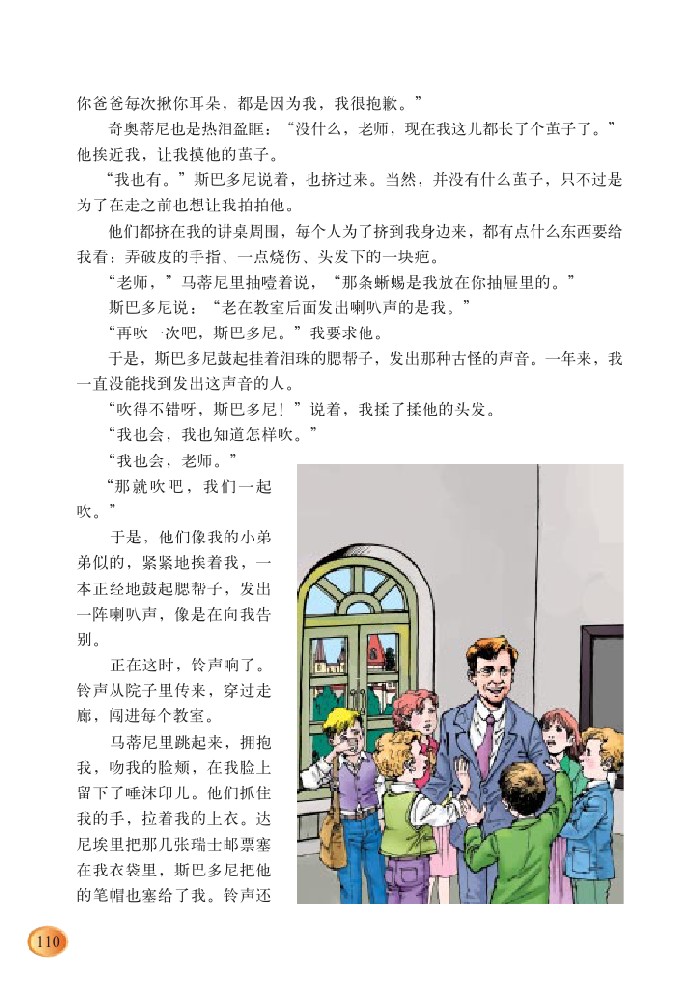 你爸爸每次揪你耳朵，都是因为我，我很抱歉。”
奇奥蒂尼也是热泪盈眶：“没什么，老师，现在我这儿都长了个茧子了。”
他挨近我，让我摸他的茧子。
“我也有。”斯巴多尼说着，也挤过来。当然，并没有什么茧子，只不过是
为了在走之前也想让我拍拍他。
他们都挤在我的讲桌周围，每个人为了挤到我身边来，都有点什么东西要给
我看：弄破皮的手指、一点烧伤、头发下的一块疤。
“老师，”马蒂尼里抽噎着说，“那条蜥蜴是我放在你抽屉里的。”
斯巴多尼说：“老在教室后面发出喇叭声的是我。”
“再吹一次吧，斯巴多尼。”我要求他。
于是，斯巴多尼鼓起挂着泪珠的腮帮子，发出那种古怪的声音。一年来，我
一直没能找到发出这声音的人。
“吹得不错呀，斯巴多尼！”说着，我揉了揉他的头发。
“我也会，我也知道怎样吹。”
“我也会，老师。”
“那就吹吧，我们一起
吹。”
于是，他们像我的小弟
弟似的，紧紧地挨着我，一
本正经地鼓起腮帮子，发出
一阵喇叭声，像是在向我告
别。
正在这时，铃声响了。
铃声从院子里传来，穿过走
廊，闯进每个教室。
马蒂尼里跳起来，拥抱
我，吻我的脸颊，在我脸上
留下了唾沫印儿。他们抓住
我的手，拉着我的上衣。达
尼埃里把那几张瑞士邮票塞
在我衣袋里，斯巴多尼把他
的笔帽也塞给了我。铃声还
110